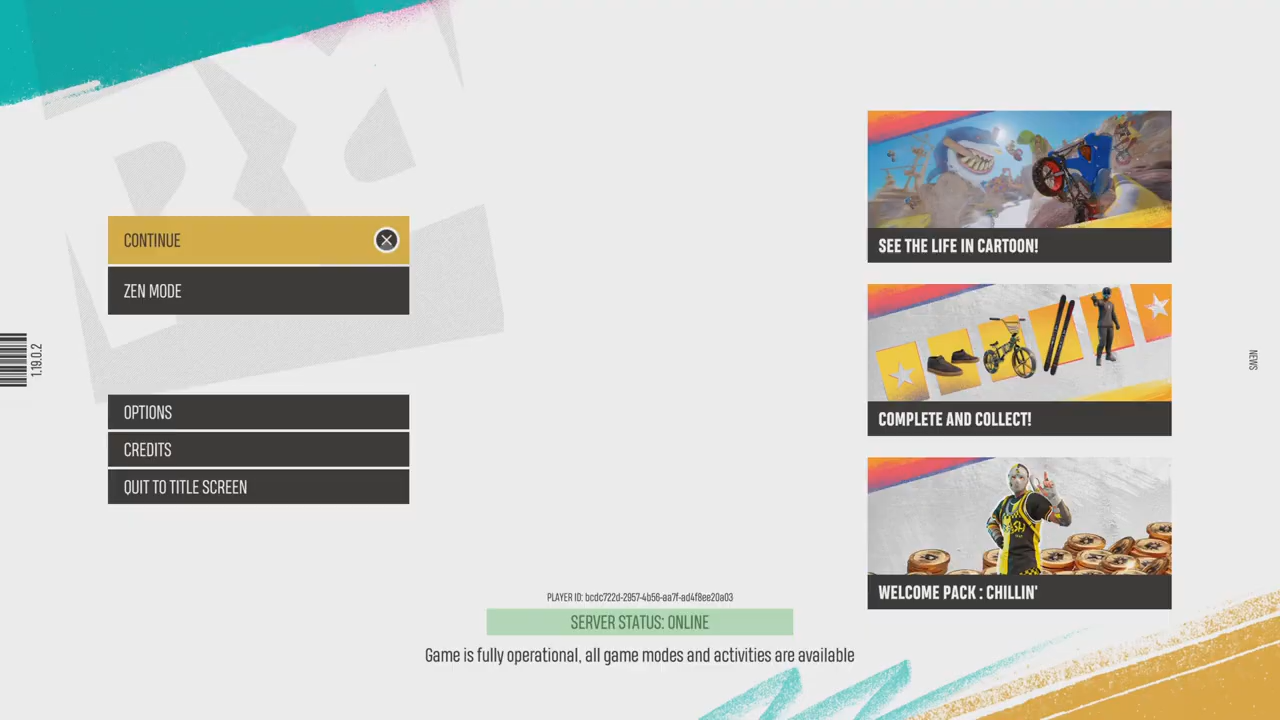 CONTINUE
ZEN MODE
OPTIONS
CREDITS
QUIT TO TITLE SCREEN
1.19.0.2
SEE THE LIFE IN CARTOON!
COMPLETE AND COLLECT!
WELCOME PACK : CHILLIN'
NEWS
PLAYER ID: bcdc722d-2957-4b56-aa7f-ad4f8ee20a03
SERVER STATUS: ONLINE
Game is fully operational, all game modes and activities are available